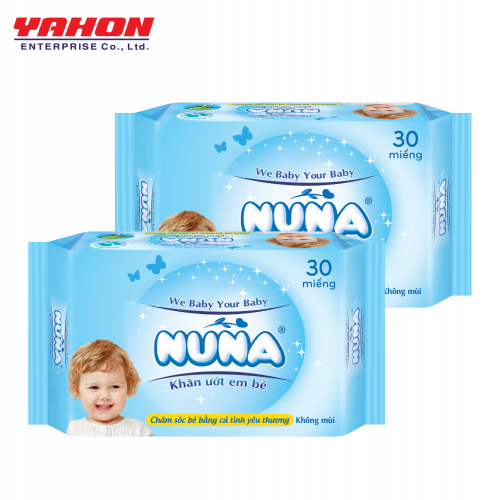 YAHON
ENTERPRISE Co., Ltd.
30
miếng
We Baby Your Baby
NUNA®
Không mùi
30
miếng
We Baby Your Baby
NUNA®
Khăn ướt em bé
Chăm sóc bé bằng cả tình yêu thương
Không mùi